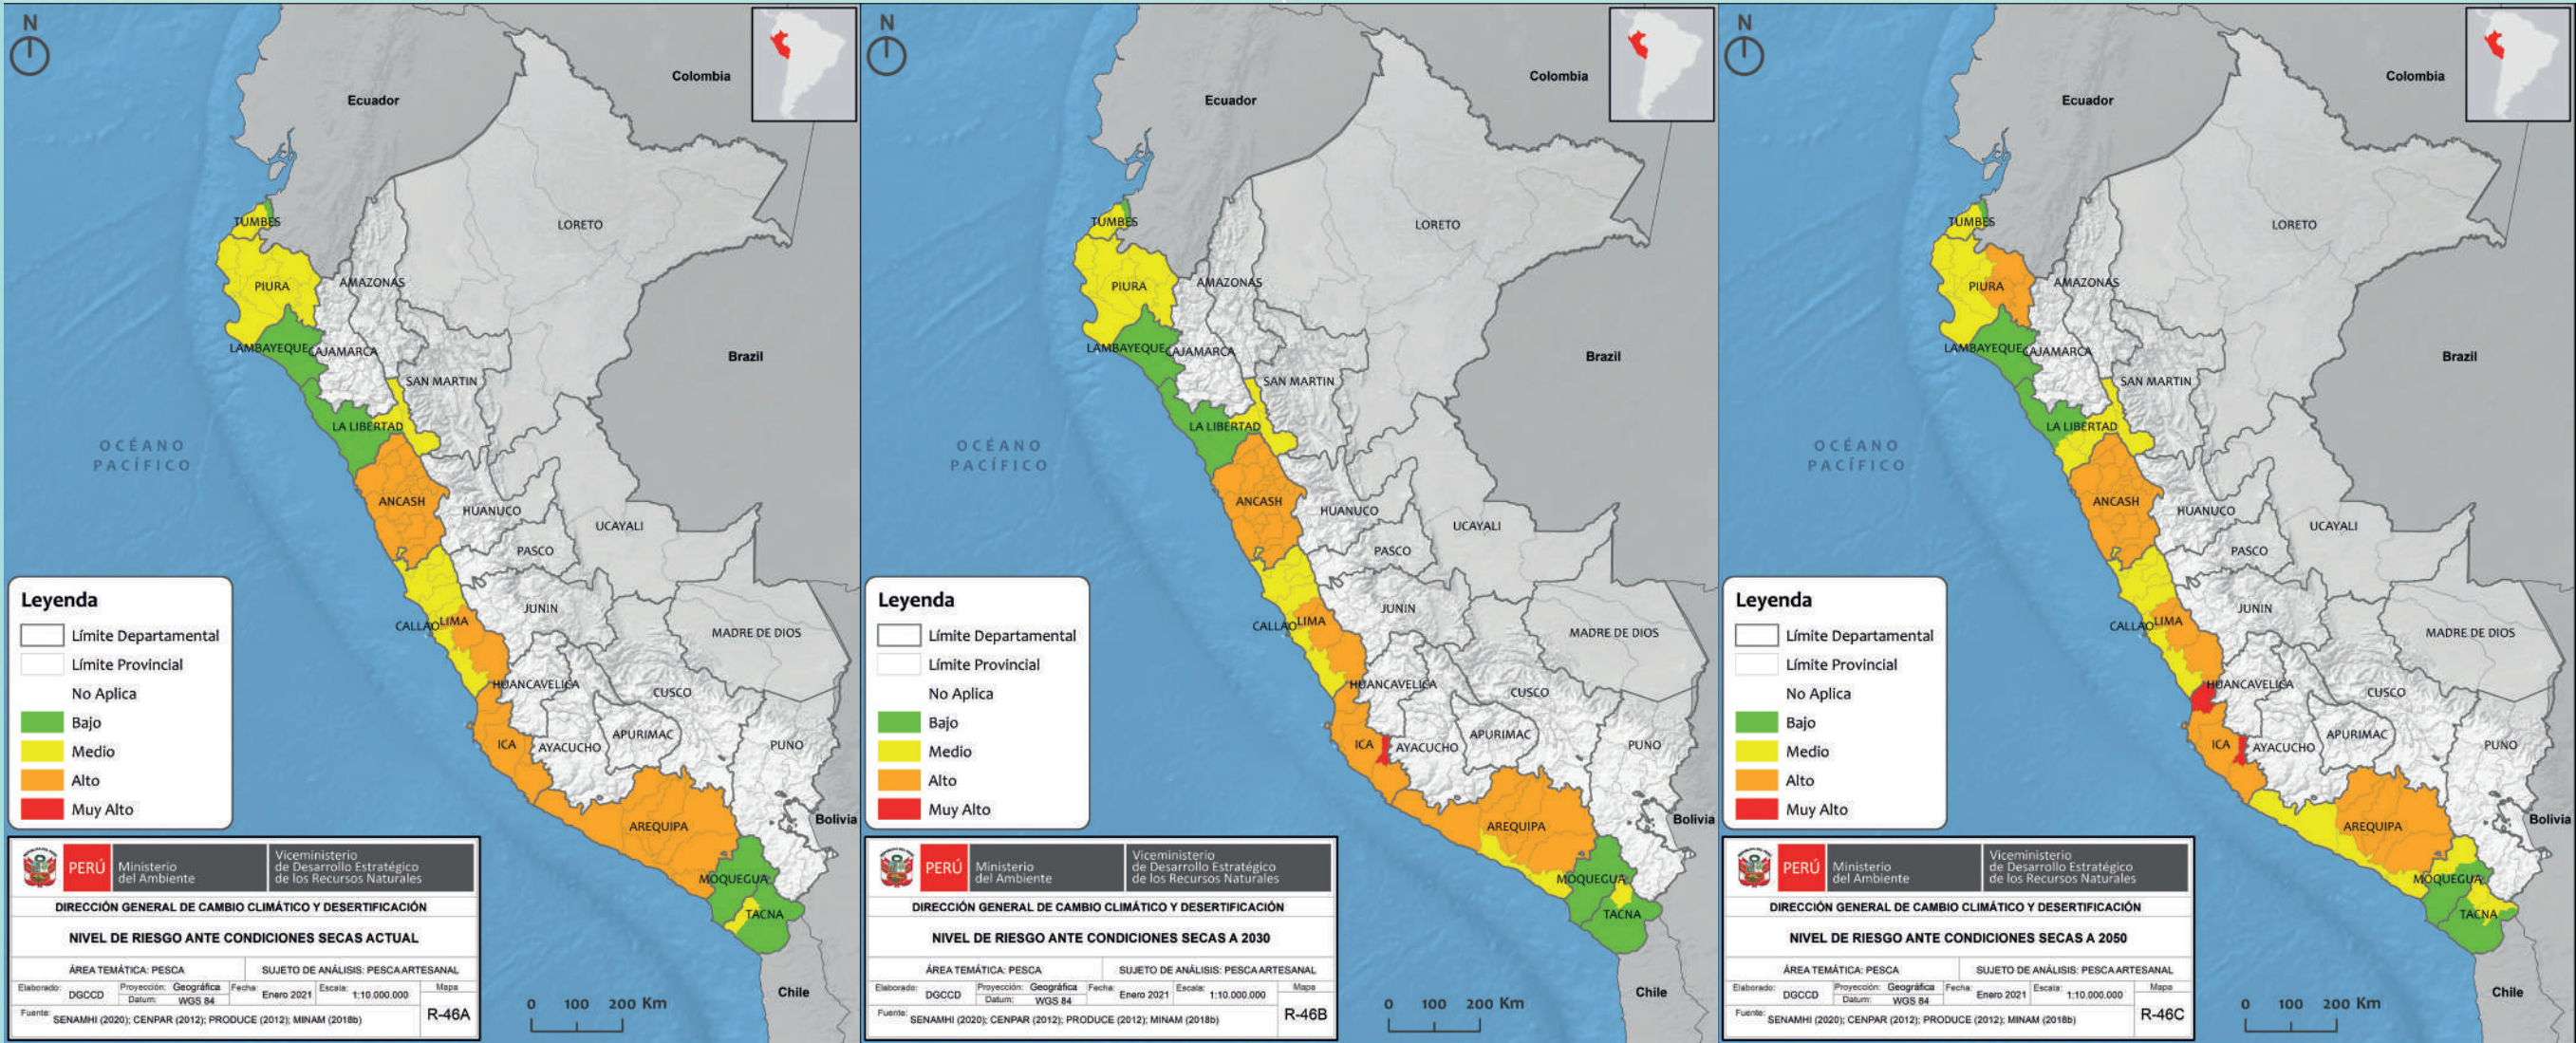 N
Colombia
Ecuador
TUMBES
LORETO
PIURA
AMAZONAS
LAMBAYEQUE
CAJAMARCA
Brazil
SAN MARTIN
LA LIBERTAD
OCÉANO
PACÍFICO
ANCASH
HUANUCO
UCAYALI
PASCO
JUNIN
CALLAO
LIMA
MADRE DE DIOS
HUANCAVELICA
CUSCO
ICA
AYACUCHO
APURIMAC
PUNO
AREQUIPA
Bolivia
MOQUEGUA
TACNA
Chile
Leyenda
Límite Departamental
Límite Provincial
No Aplica
Bajo
Medio
Alto
Muy Alto
PERÚ
Ministerio
del Ambiente
Viceministerio
de Desarrollo Estratégico
de los Recursos Naturales
DIRECCIÓN GENERAL DE CAMBIO CLIMÁTICO Y DESERTIFICACIÓN
NIVEL DE RIESGO ANTE CONDICIONES SECAS ACTUAL
ÁREA TEMÁTICA: PESCA SUJETO DE ANÁLISIS: PESCA ARTESANAL
Elaborado: DGCCD Proyección: Geográfica Fecha: Enero 2021 Escala: 1:10.000.000 Mapa
Datum: WGS 84
Fuente: SENAMHI (2020); CENPAR (2012); PRODUCE (2012); MINAM (2018b) R-46A
0 100 200 Km
N
Colombia
Ecuador
TUMBES
LORETO
PIURA
AMAZONAS
LAMBAYEQUE
CAJAMARCA
Brazil
SAN MARTIN
LA LIBERTAD
OCÉANO
PACÍFICO
ANCASH
HUANUCO
UCAYALI
PASCO
JUNIN
CALLAO
LIMA
MADRE DE DIOS
HUANCAVELICA
CUSCO
ICA
AYACUCHO
APURIMAC
PUNO
AREQUIPA
Bolivia
MOQUEGUA
TACNA
Chile
Leyenda
Límite Departamental
Límite Provincial
No Aplica
Bajo
Medio
Alto
Muy Alto
PERÚ
Ministerio
del Ambiente
Viceministerio
de Desarrollo Estratégico
de los Recursos Naturales
DIRECCIÓN GENERAL DE CAMBIO CLIMÁTICO Y DESERTIFICACIÓN
NIVEL DE RIESGO ANTE CONDICIONES SECAS A 2030
ÁREA TEMÁTICA: PESCA SUJETO DE ANÁLISIS: PESCA ARTESANAL
Elaborado: DGCCD Proyección: Geográfica Fecha: Enero 2021 Escala: 1:10.000.000 Mapa
Datum: WGS 84
Fuente: SENAMHI (2020); CENPAR (2012); PRODUCE (2012); MINAM (2018b) R-46B
0 100 200 Km
N
Colombia
Ecuador
TUMBES
LORETO
PIURA
AMAZONAS
LAMBAYEQUE
CAJAMARCA
Brazil
SAN MARTIN
LA LIBERTAD
OCÉANO
PACÍFICO
ANCASH
HUANUCO
UCAYALI
PASCO
JUNIN
CALLAO
LIMA
MADRE DE DIOS
HUANCAVELICA
CUSCO
ICA
AYACUCHO
APURIMAC
PUNO
AREQUIPA
Bolivia
MOQUEGUA
TACNA
Chile
Leyenda
Límite Departamental
Límite Provincial
No Aplica
Bajo
Medio
Alto
Muy Alto
PERÚ
Ministerio
del Ambiente
Viceministerio
de Desarrollo Estratégico
de los Recursos Naturales
DIRECCIÓN GENERAL DE CAMBIO CLIMÁTICO Y DESERTIFICACIÓN
NIVEL DE RIESGO ANTE CONDICIONES SECAS A 2050
ÁREA TEMÁTICA: PESCA SUJETO DE ANÁLISIS: PESCA ARTESANAL
Elaborado: DGCCD Proyección: Geográfica Fecha: Enero 2021 Escala: 1:10.000.000 Mapa
Datum: WGS 84
Fuente: SENAMHI (2020); CENPAR (2012); PRODUCE (2012); MINAM (2018b) R-46C
0 100 200 Km